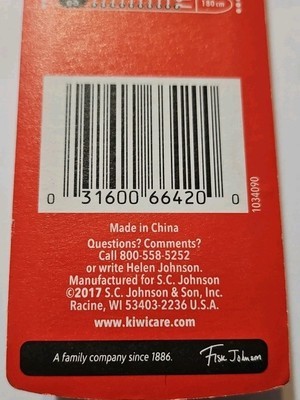 180 cm
0 31600 66420 0
1034090
Made in China
Questions? Comments?
Call 800-558-5252
or write Helen Johnson.
Manufactured for S.C. Johnson
©2017 S.C. Johnson & Son, Inc.
Racine, WI 53403-2236 U.S.A.
www.kiwicare.com
A family company since 1886.
Fisk Johnson